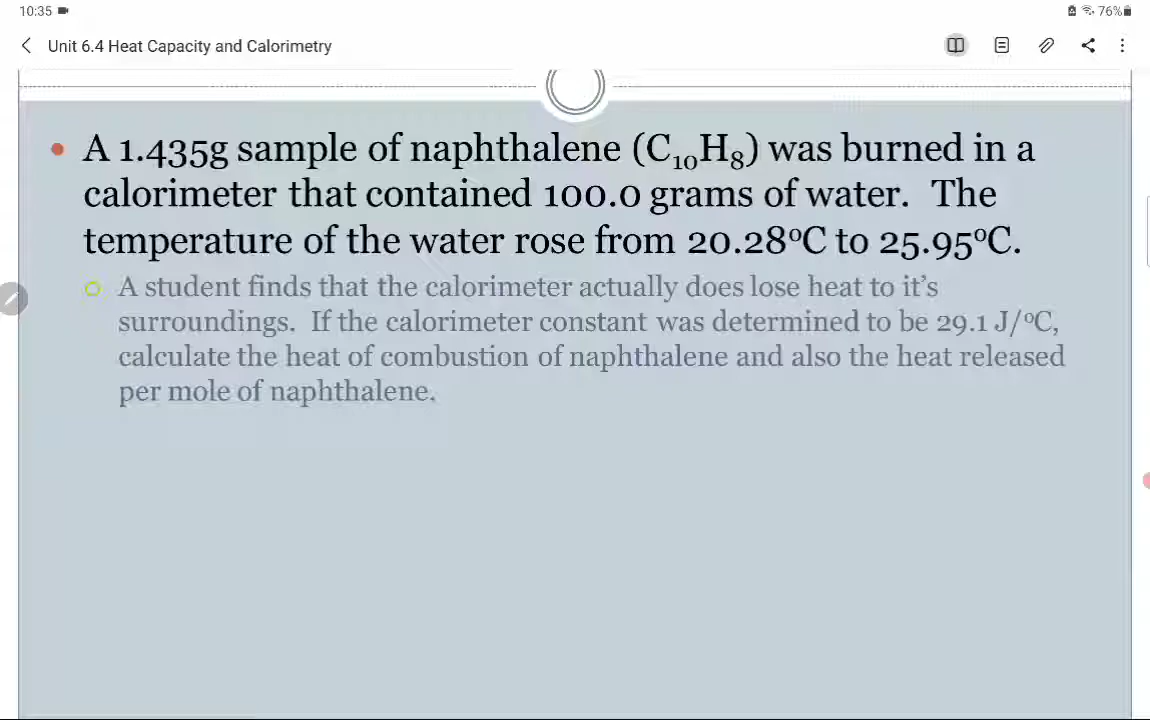 10:35
76%
Unit 6.4 Heat Capacity and Calorimetry
• A 1.435g sample of naphthalene (C₁₀H₈) was burned in a
calorimeter that contained 100.0 grams of water. The
temperature of the water rose from 20.28°C to 25.95°C.
○ A student finds that the calorimeter actually does lose heat to it's
surroundings. If the calorimeter constant was determined to be 29.1 J/°C,
calculate the heat of combustion of naphthalene and also the heat released
per mole of naphthalene.